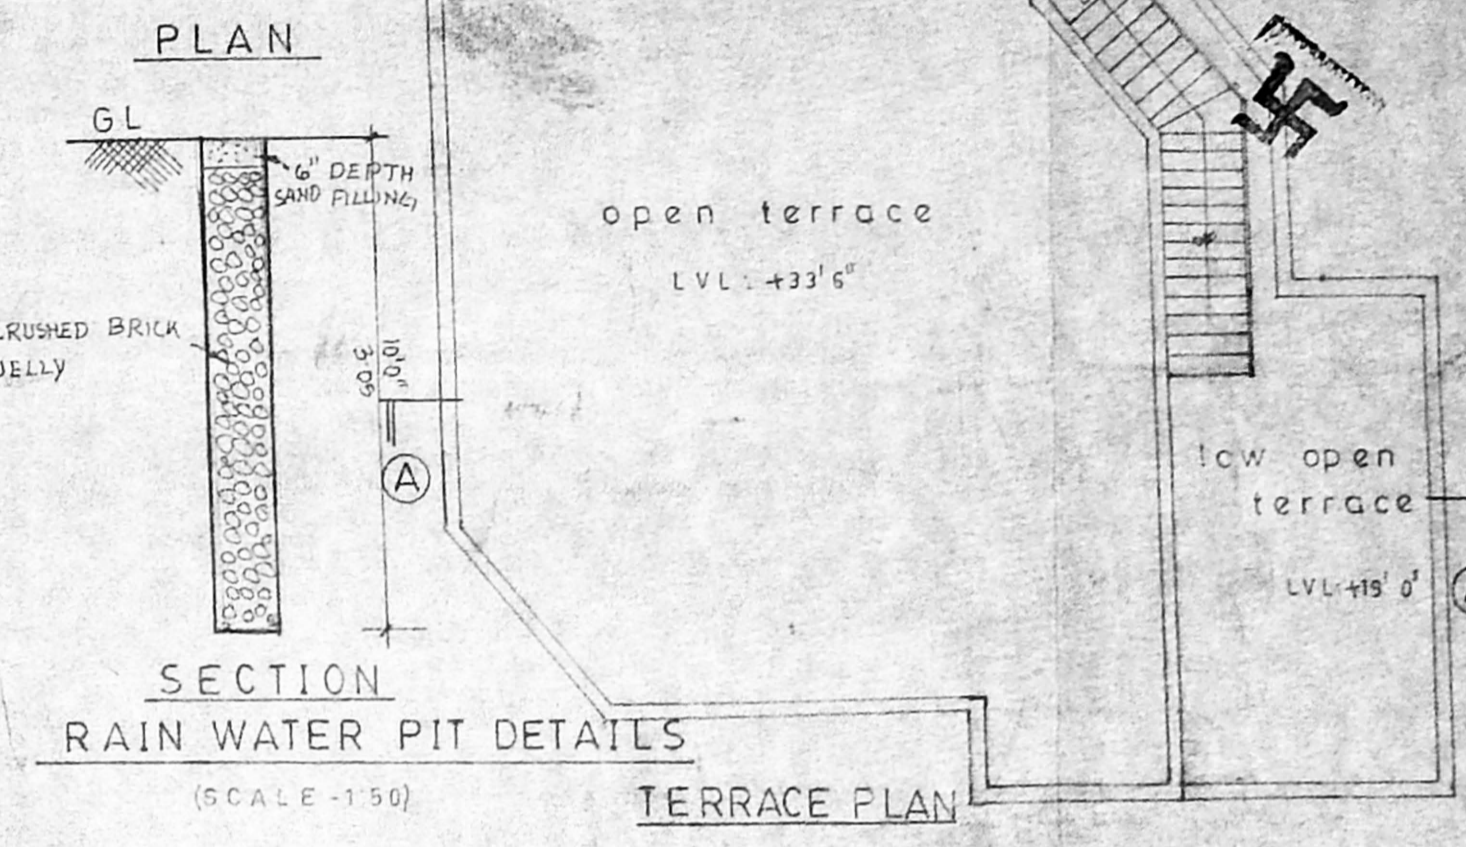 PLAN
GL
6" DEPTH
SAND FILLING,
CRUSHED BRICK
JELLY
10'0"
3.05
A
SECTION
RAIN WATER PIT DETAILS
(SCALE -1:50)
open terrace
LVL: +33'6"
low open
terrace
LVL:+19' 0"
TERRACE PLAN